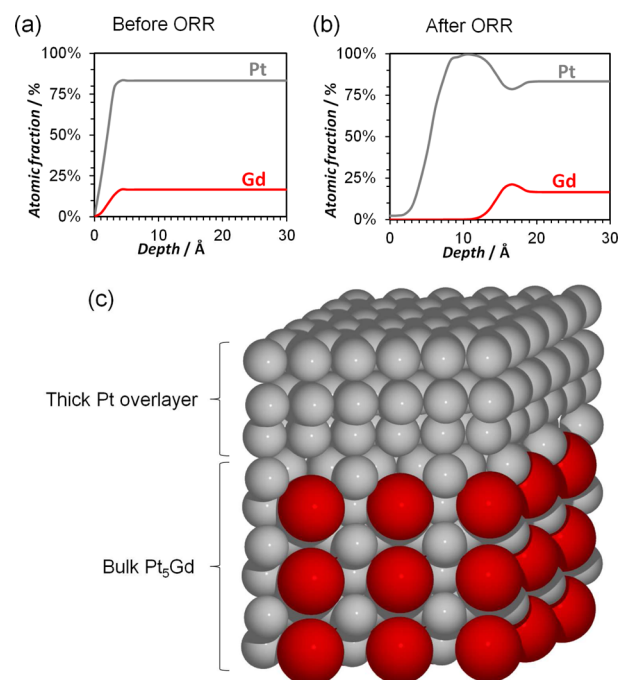 (a) Before ORR
100%
75%
50%
25%
0%
Atomic fraction / %
Pt
Gd
0 10 20 30
Depth / Å
(b) After ORR
100%
75%
50%
25%
0%
Atomic fraction / %
Pt
Gd
0 10 20 30
Depth / Å
(c)
Thick Pt overlayer
Bulk Pt₅Gd